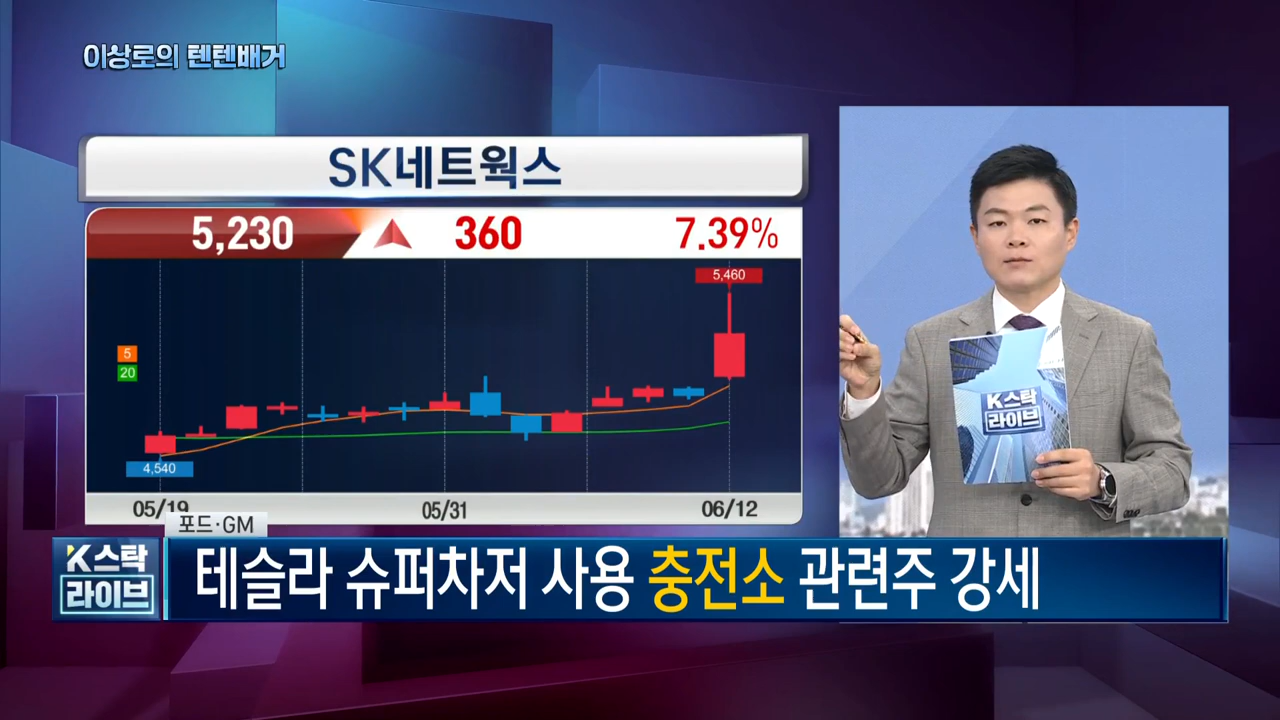 이상로의 텐텐배거
SK네트웍스
5,230 360 7.39%
5,460
5
20
4,540
05/19 05/31 06/12
K스탁
라이브
포드·GM
K스탁
라이브
테슬라 슈퍼차저 사용 충전소 관련주 강세